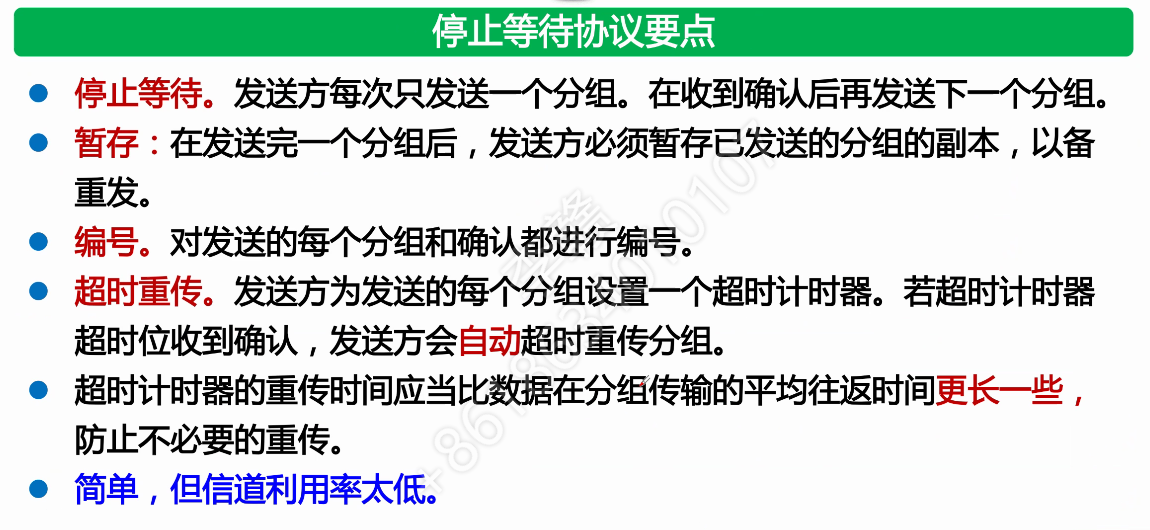 停止等待协议要点
停止等待。发送方每次只发送一个分组。在收到确认后再发送下一个分组。
暂存：在发送完一个分组后，发送方必须暂存已发送的分组的副本，以备
重发。
编号。对发送的每个分组和确认都进行编号。
超时重传。发送方为发送的每个分组设置一个超时计时器。若超时计时器
超时位收到确认，发送方会自动超时重传分组。
超时计时器的重传时间应当比数据在分组传输的平均往返时间更长一些，
防止不必要的重传。
简单，但信道利用率太低。